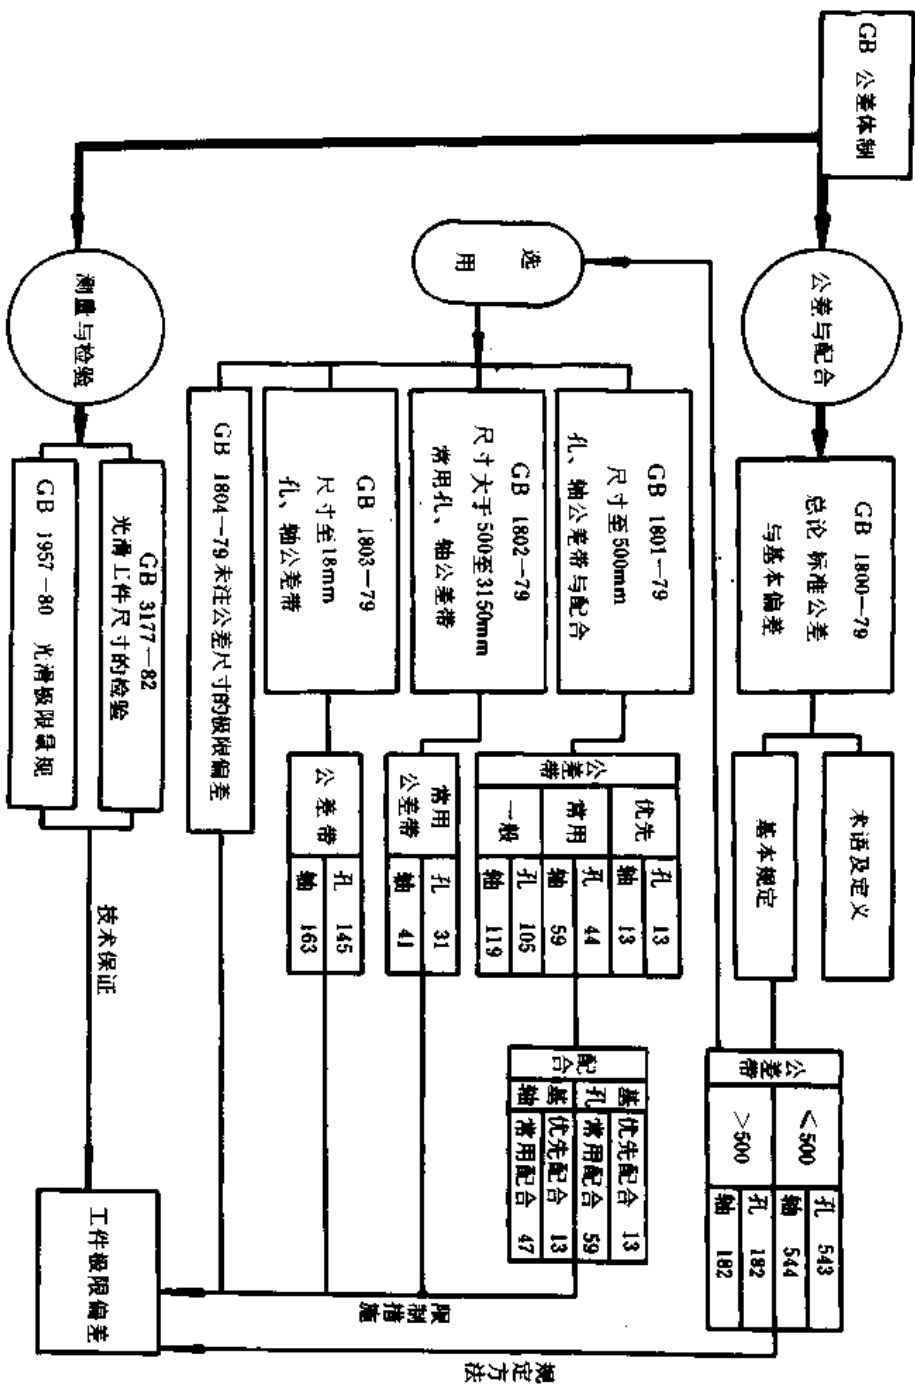 GB 公差体制
公差与配合
GB 1800—79
总论 标准公差
与基本偏差
术语及定义
基本规定
公差带
<500
孔 543
轴 544
>500
孔 182
轴 182
规定方法
选用
GB 1801—79
尺寸至500mm
孔、轴公差带与配合
公差带
优先
孔 13
轴 13
常用
孔 44
轴 59
一般
孔 105
轴 119
配合
基孔
优先配合 13
常用配合 59
基轴
优先配合 13
常用配合 47
GB 1802—79
尺寸大于500至3150mm
常用孔、轴公差带
常用
公差带
孔 31
轴 41
GB 1803—79
尺寸至18mm
孔、轴公差带
公差带
孔 145
轴 163
GB 1804—79未注公差尺寸的极限偏差
限制措施
测量与检验
GB 3177—82
光滑工件尺寸的检验
GB 1957—80 光滑极限量规
技术保证
工件极限偏差